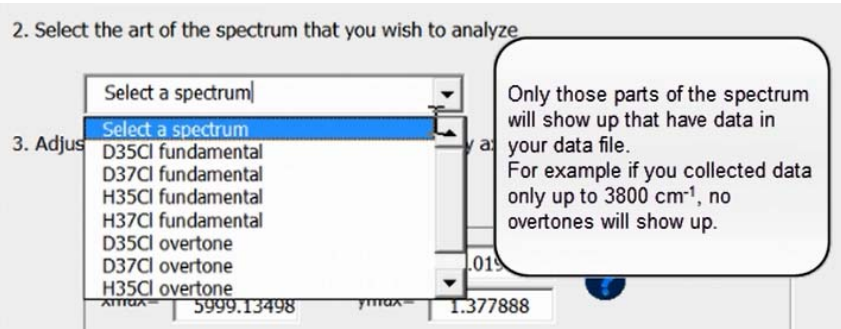 2. Select the art of the spectrum that you wish to analyze
Select a spectrum
Select a spectrum
D35Cl fundamental
D37Cl fundamental
H35Cl fundamental
H37Cl fundamental
D35Cl overtone
D37Cl overtone
H35Cl overtone
3. Adjus
y a
Only those parts of the spectrum
will show up that have data in
your data file.
For example if you collected data
only up to 3800 cm-¹, no
overtones will show up.
.019
5999.13498
1.377888
?